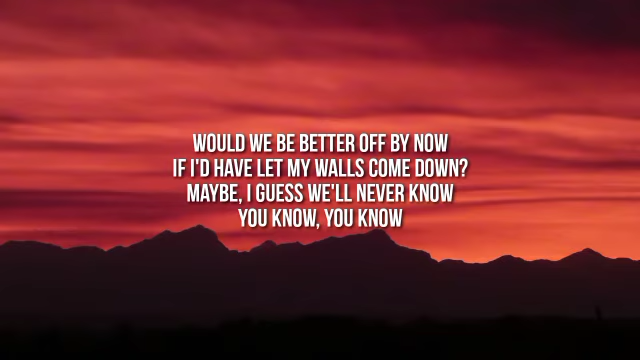 WOULD WE BE BETTER OFF BY NOW
IF I'D HAVE LET MY WALLS COME DOWN?
MAYBE, I GUESS WE'LL NEVER KNOW
YOU KNOW, YOU KNOW